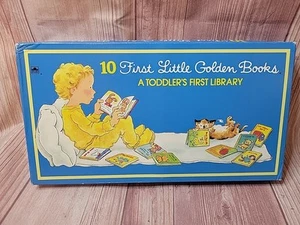 10 First Little Golden Books
A TODDLER'S FIRST LIBRARY